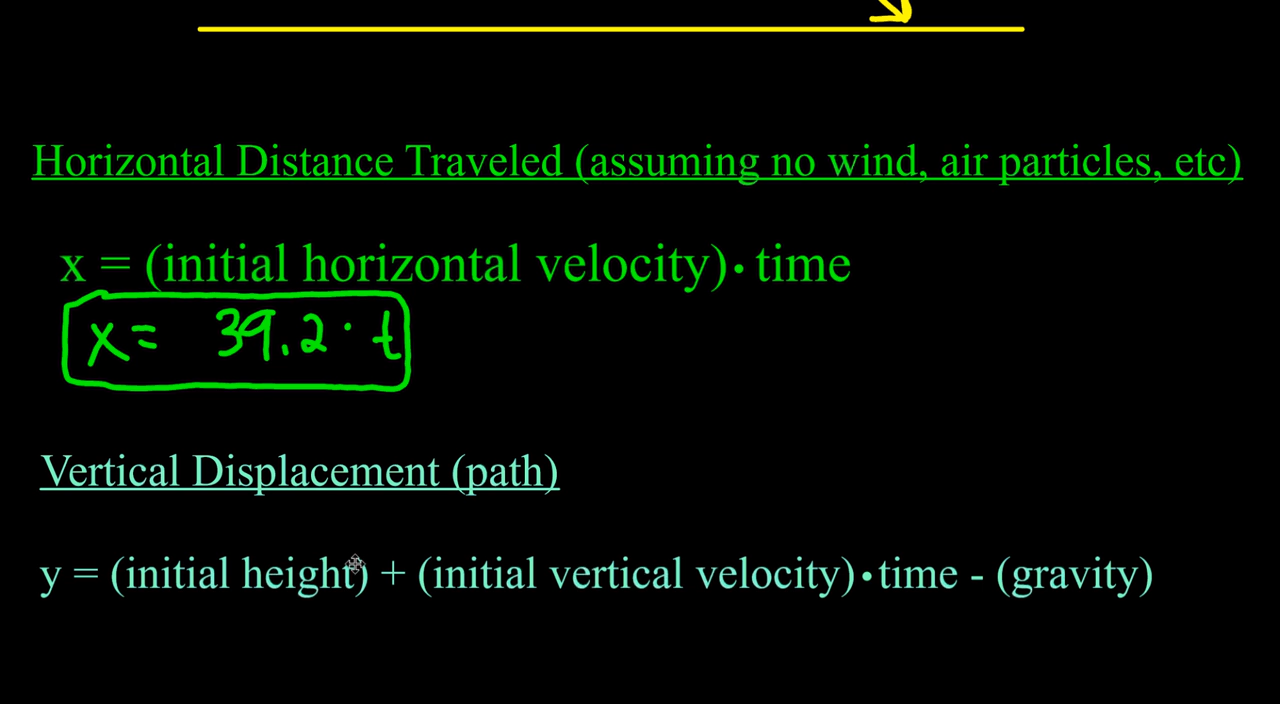 Horizontal Distance Traveled (assuming no wind, air particles, etc)
x = (initial horizontal velocity) • time
x = 39.2 · t
Vertical Displacement (path)
y = (initial height) + (initial vertical velocity) • time - (gravity)